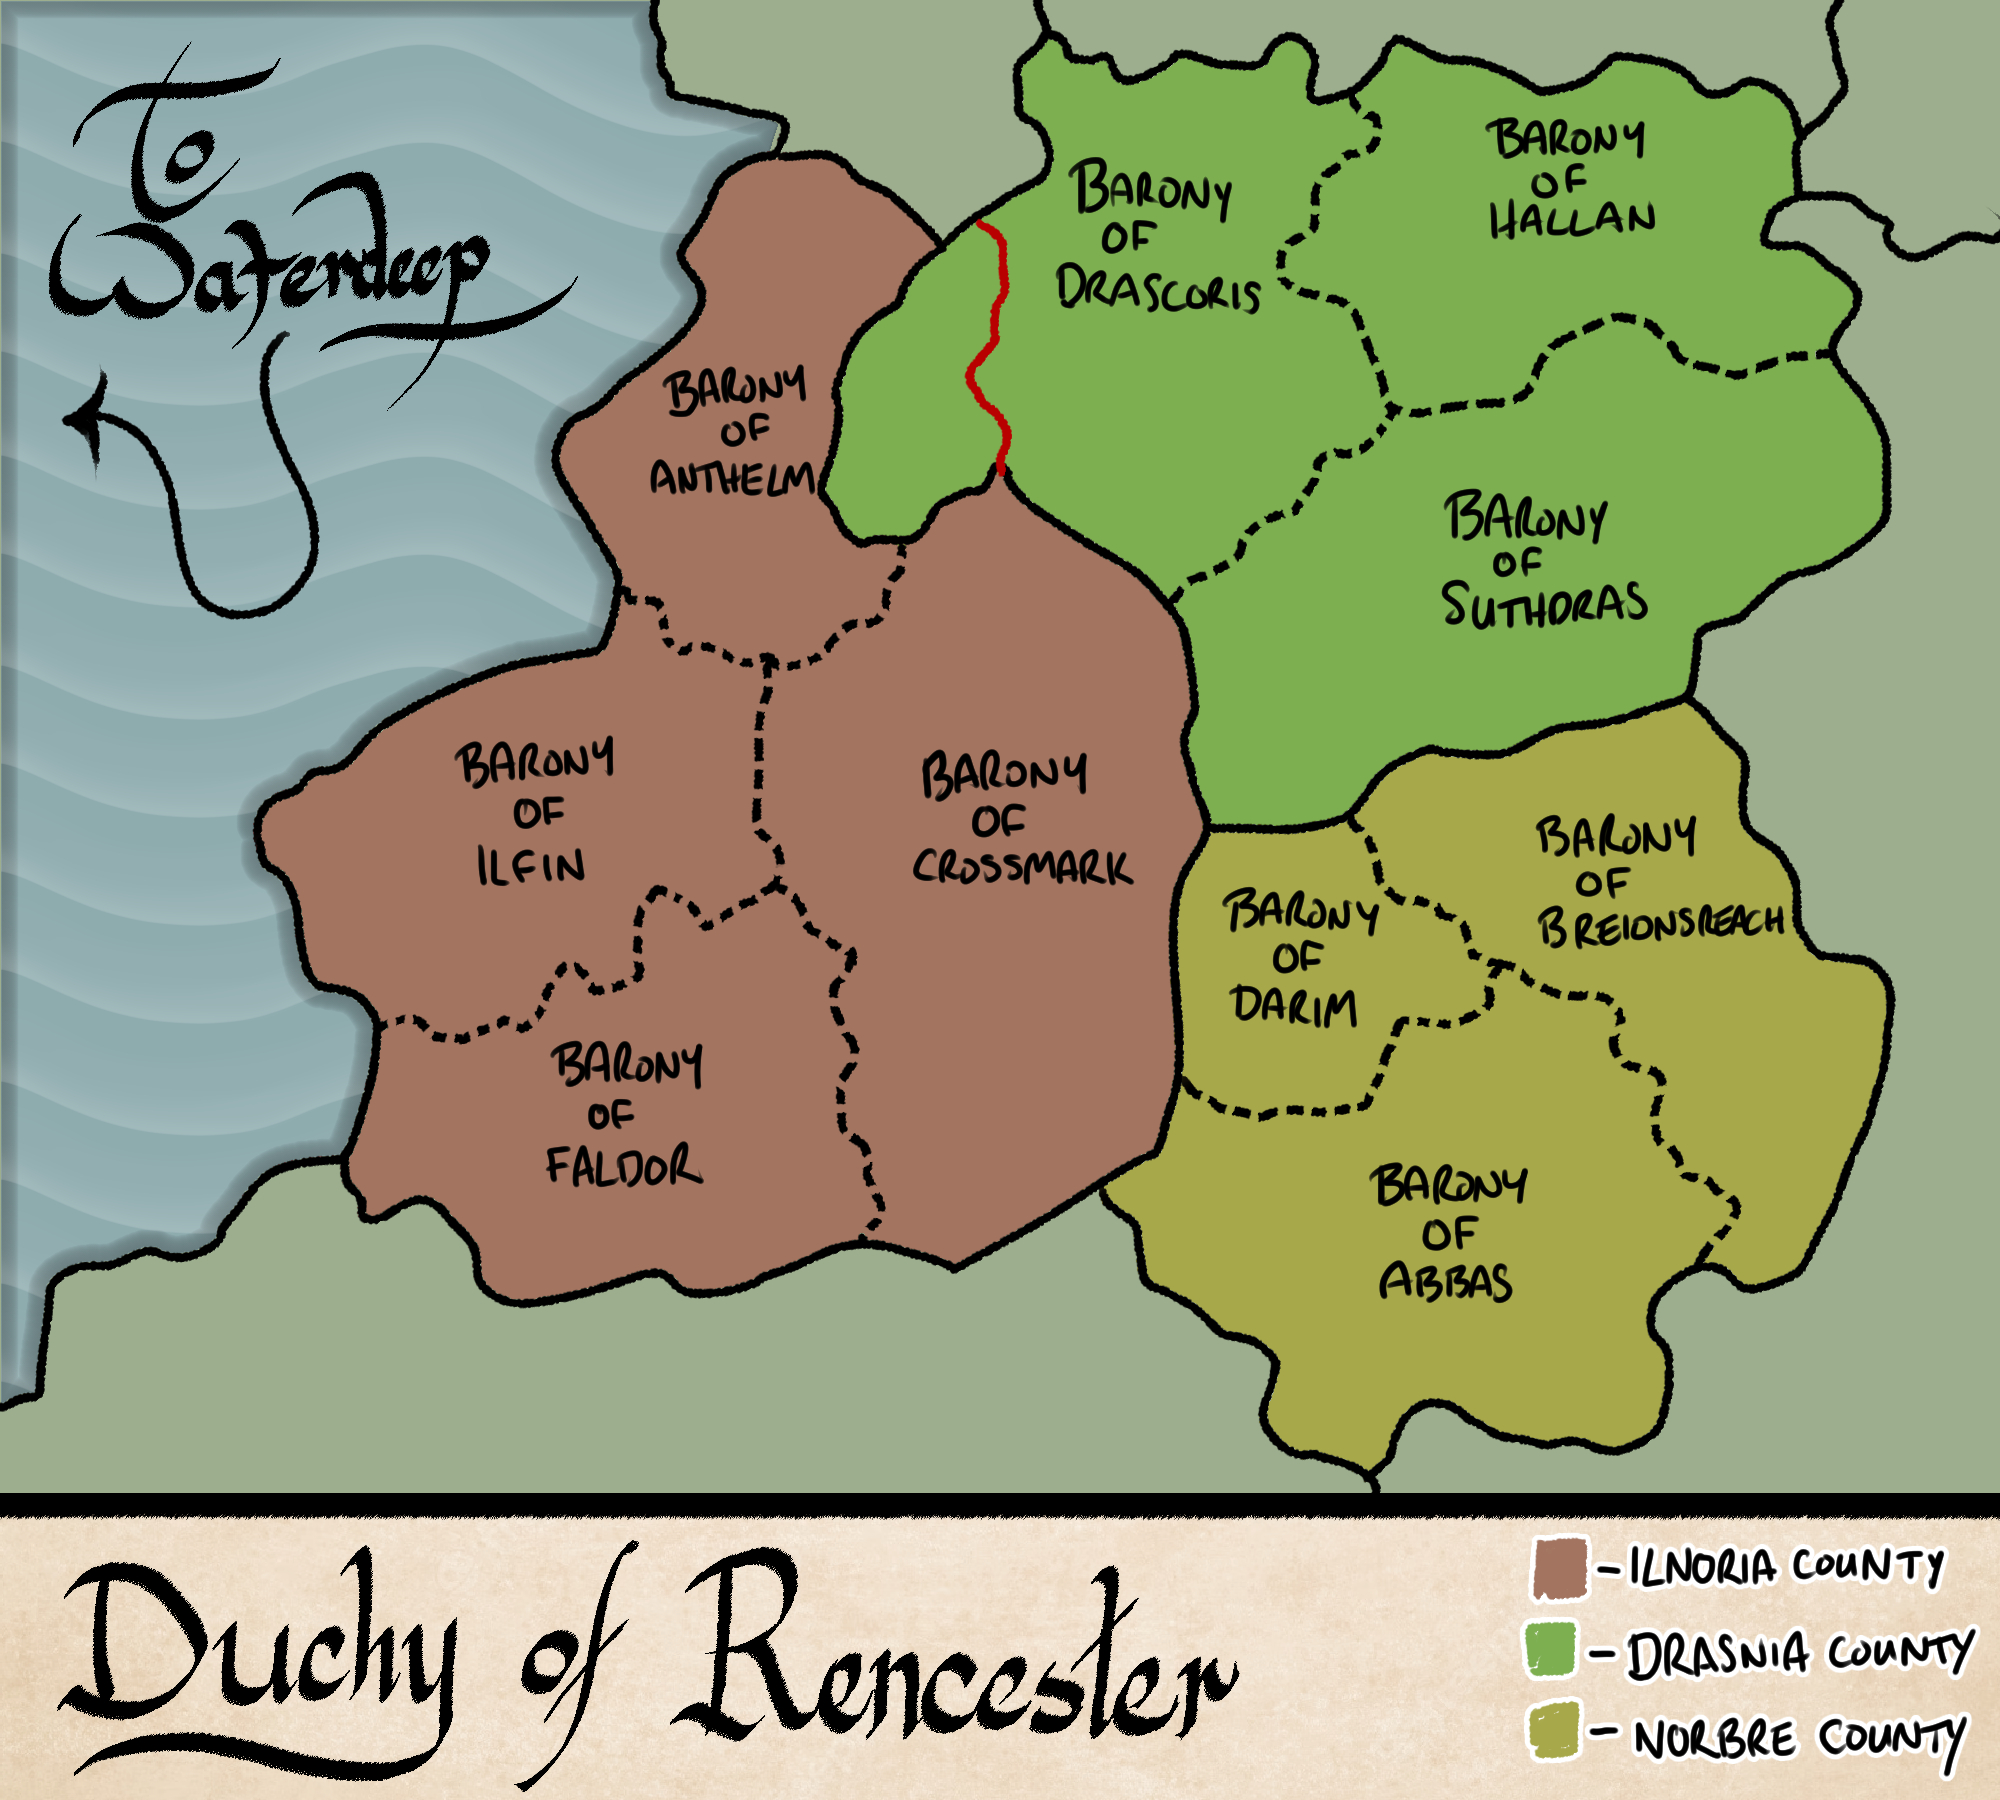 To
Waterdeep
BARONY
OF
DRASCORIS
BARONY
OF
HALLAN
BARONY
OF
ANTHELM
BARONY
OF
SUTHDRAS
BARONY
OF
ILFIN
BARONY
OF
CROSSMARK
BARONY
OF
BREIONSREACH
BARONY
OF
DARIM
BARONY
OF
FALDOR
BARONY
OF
ABBAS
Duchy of Rencester
- ILNORIA COUNTY
- DRASNIA COUNTY
- NORBRE COUNTY